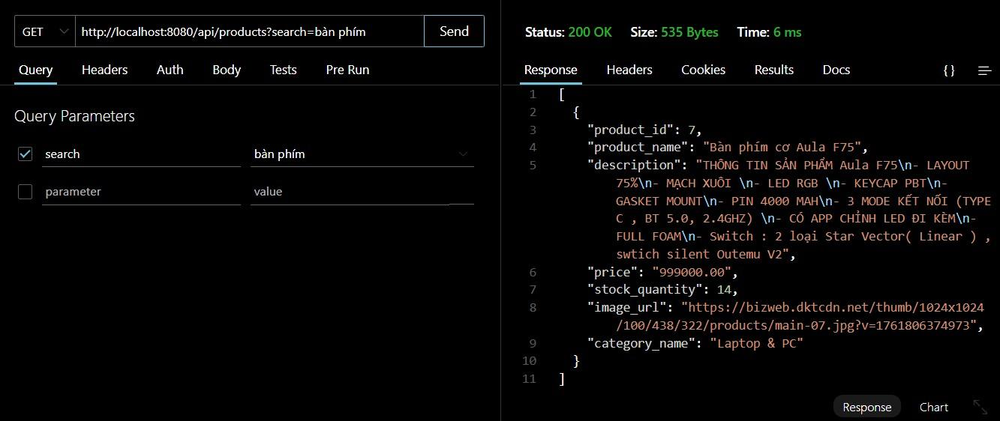 GET http://localhost:8080/api/products?search=bàn phím Send
Query Headers Auth Body Tests Pre Run
Query Parameters
search bàn phím
parameter value
Status: 200 OK Size: 535 Bytes Time: 6 ms
Response Headers Cookies Results Docs {}
1 [
2 {
3 "product_id": 7,
4 "product_name": "Bàn phím cơ Aula F75",
5 "description": "THÔNG TIN SẢN PHẨM Aula F75\n- LAYOUT
75%\n- MẠCH XUÔI \n- LED RGB \n- KEYCAP PBT\n-
GASKET MOUNT\n- PIN 4000 MAH\n- 3 MODE KẾT NỐI (TYPE
C , BT 5.0, 2.4GHZ) \n- CÓ APP CHỈNH LED ĐI KÈM\n-
FULL FOAM\n- Switch : 2 loại Star Vector( Linear ) ,
swtich silent Outemu V2",
6 "price": "999000.00",
7 "stock_quantity": 14,
8 "image_url": "https://bizweb.dktcdn.net/thumb/1024x1024
/100/438/322/products/main-07.jpg?v=1761806374973",
9 "category_name": "Laptop & PC"
10 }
11 ]
Response Chart